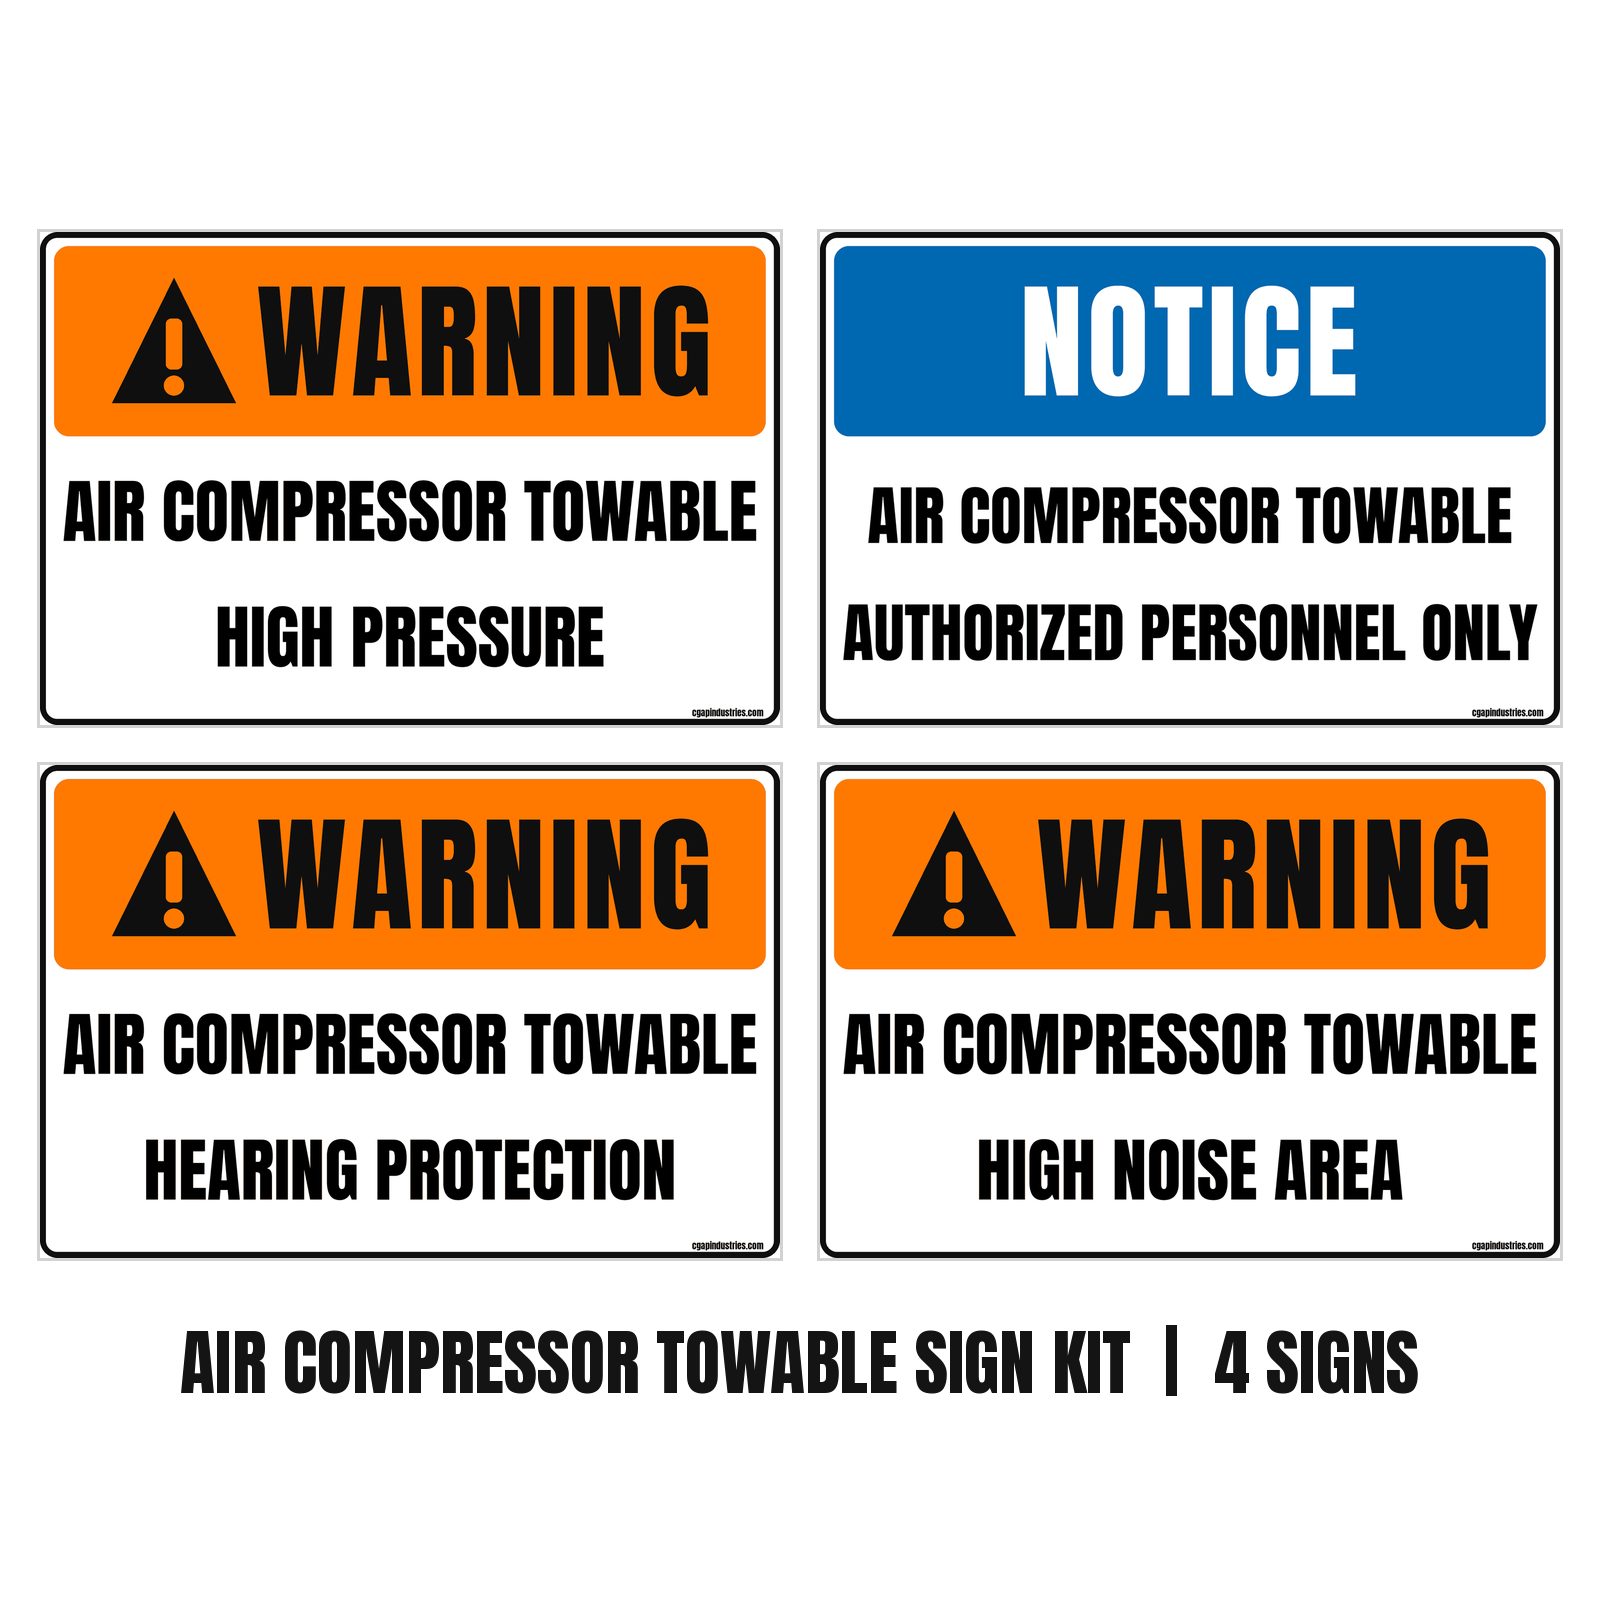 WARNING
AIR COMPRESSOR TOWABLE
HIGH PRESSURE
cgapindustries.com
NOTICE
AIR COMPRESSOR TOWABLE
AUTHORIZED PERSONNEL ONLY
cgapindustries.com
WARNING
AIR COMPRESSOR TOWABLE
HEARING PROTECTION
cgapindustries.com
WARNING
AIR COMPRESSOR TOWABLE
HIGH NOISE AREA
cgapindustries.com
AIR COMPRESSOR TOWABLE SIGN KIT | 4 SIGNS